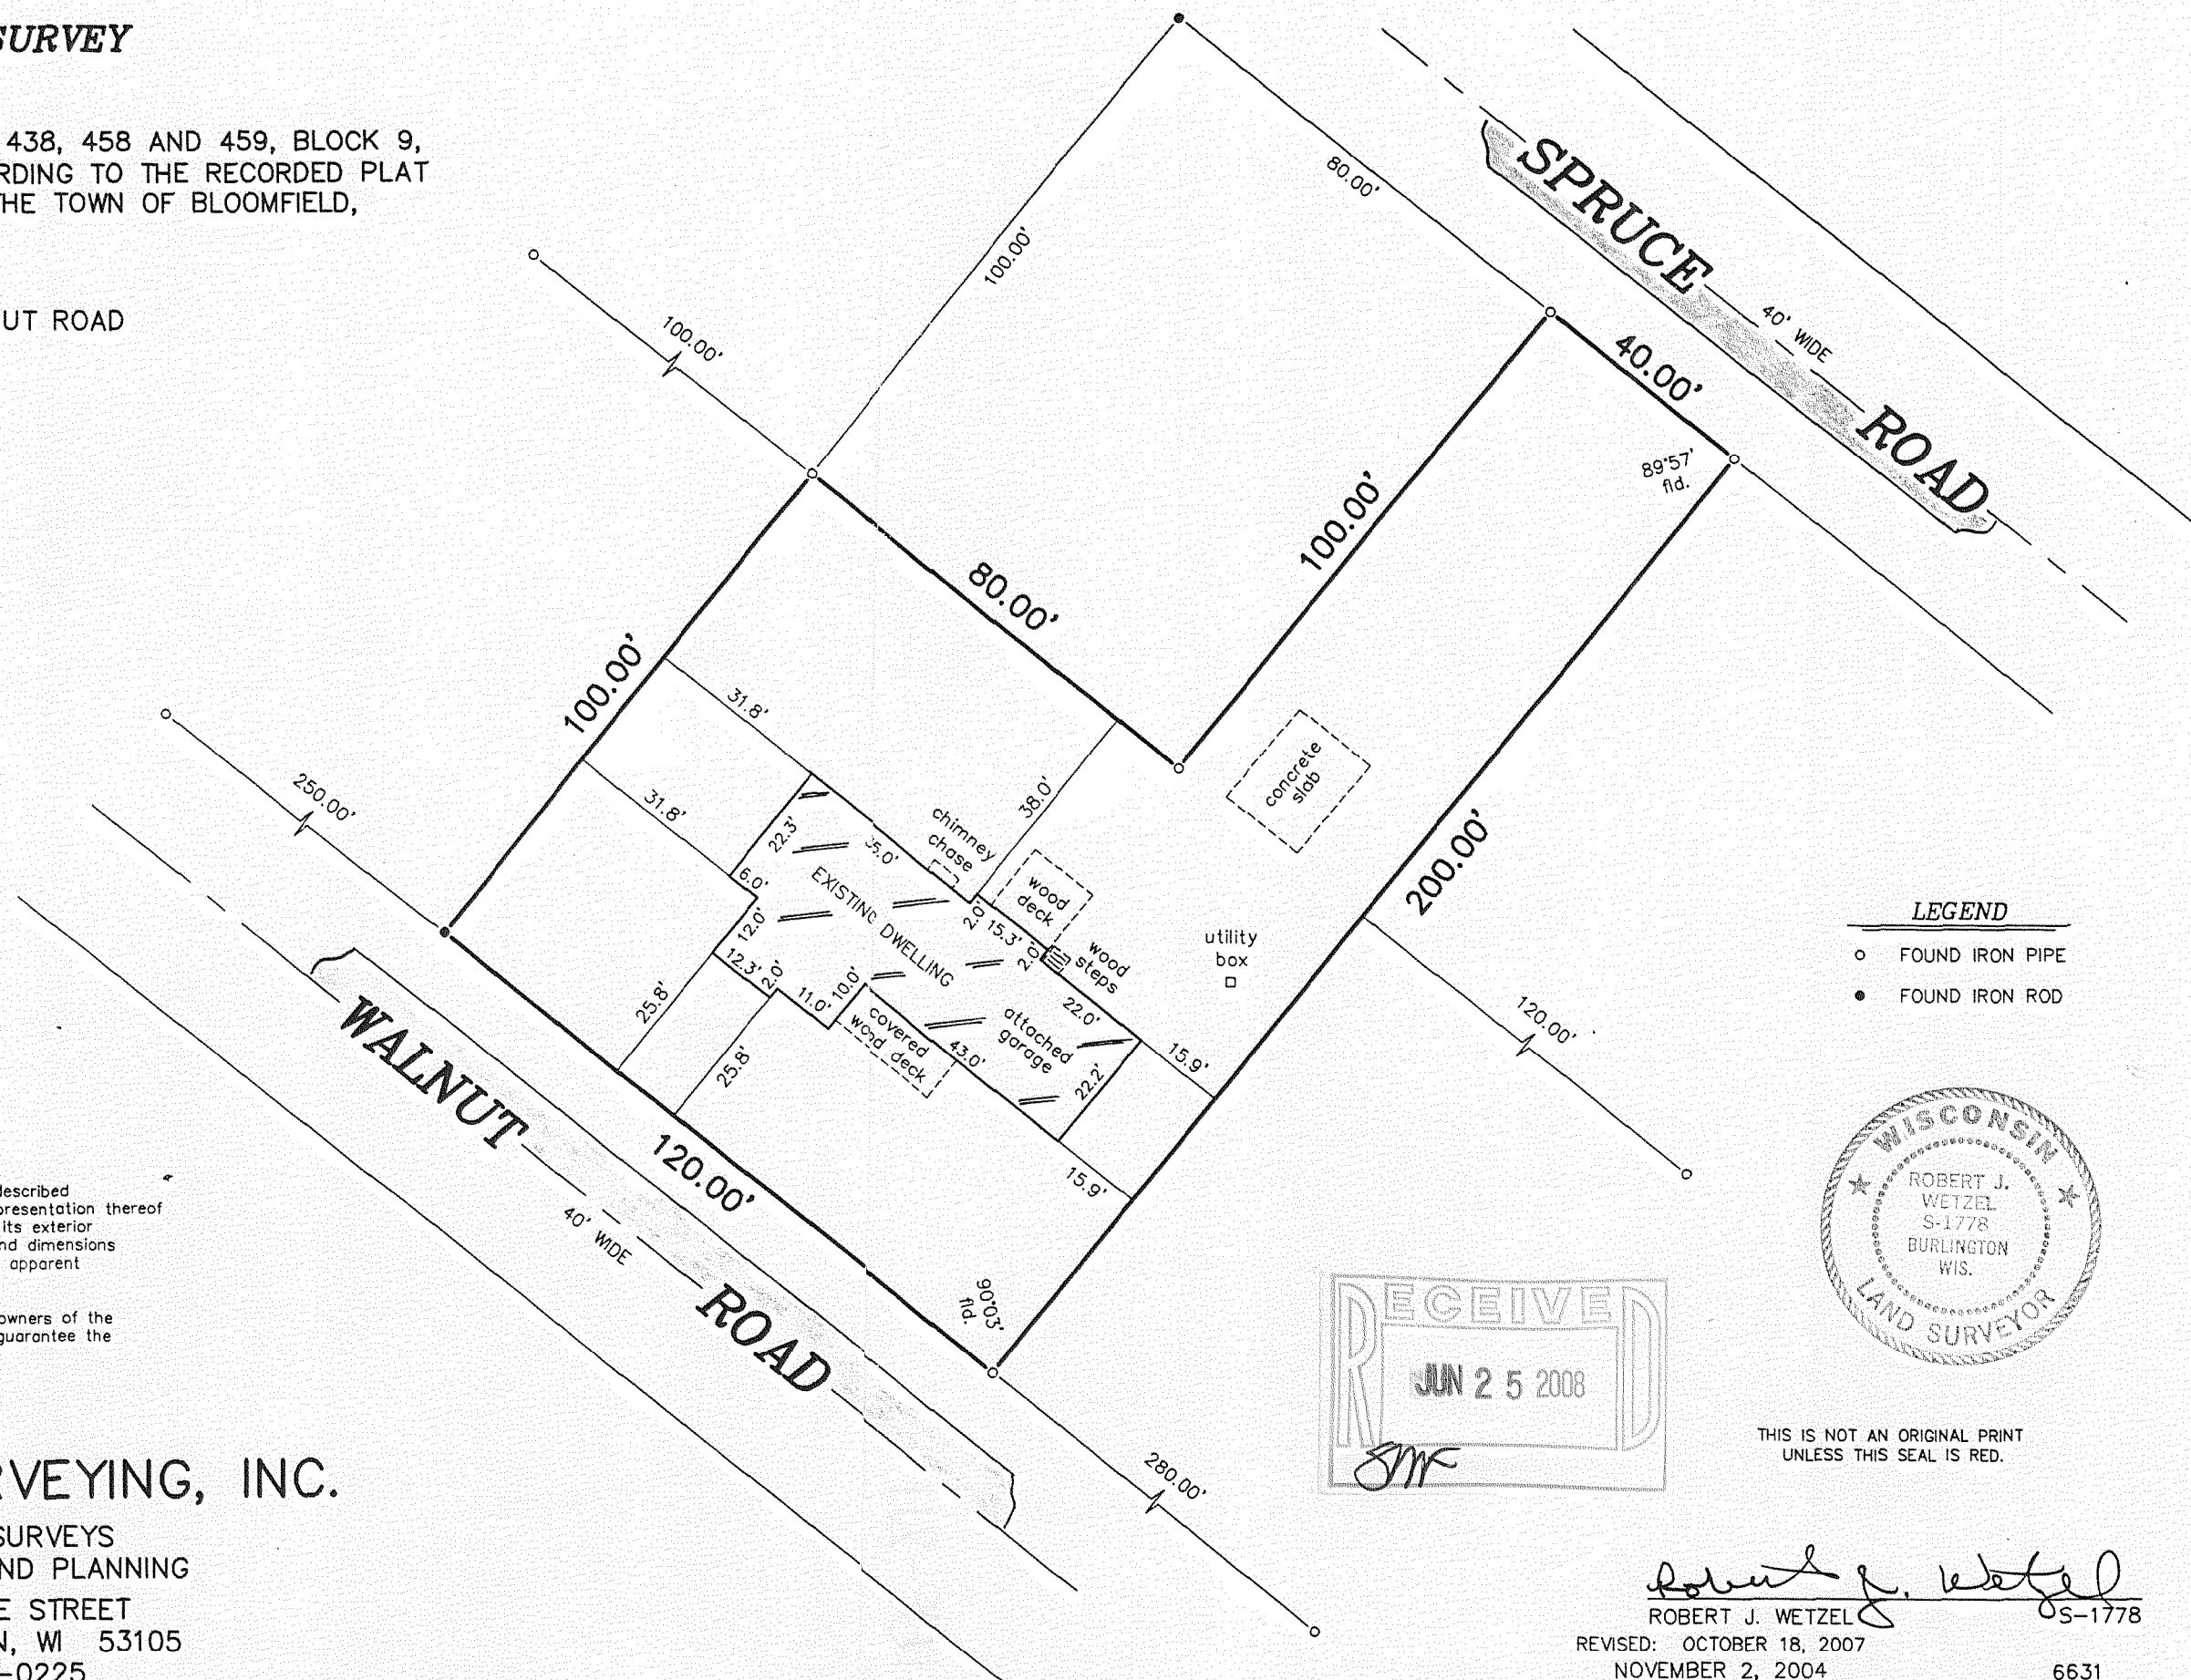 SURVEY
438, 458 AND 459, BLOCK 9,
RDING TO THE RECORDED PLAT
THE TOWN OF BLOOMFIELD,
UT ROAD
SPRUCE ROAD
40' WIDE
80.00'
100.00'
100.00'
40.00'
89°57'
fld.
100.00'
80.00'
100.00'
200.00'
31.8'
31.8'
250.00'
38.0'
concrete
slab
chimney
chase
22.3'
35.0'
6.0'
12.0'
EXISTING DWELLING
2.0'
15.3'
2.0'
wood
deck
wood
steps
utility
box
12.3'
2.0'
11.0'
10.0'
covered
wood deck
43.0'
attached
garage
22.0'
22.2'
15.9'
15.9'
25.8'
25.8'
120.00'
WALNUT ROAD
40' WIDE
120.00'
90°03'
fld.
280.00'
LEGEND
FOUND IRON PIPE
FOUND IRON ROD
WISCONSIN
ROBERT J.
WETZEL
S-1778
BURLINGTON
WIS.
LAND SURVEYOR
RECEIVED
JUN 25 2008
THIS IS NOT AN ORIGINAL PRINT
UNLESS THIS SEAL IS RED.
described
presentation thereof
its exterior
nd dimensions
apparent
owners of the
guarantee the
RVEYING, INC.
SURVEYS
ND PLANNING
E STREET
N, WI 53105
-0225
Robert J. Wetzel
ROBERT J. WETZEL S-1778
REVISED: OCTOBER 18, 2007
NOVEMBER 2, 2004 6631